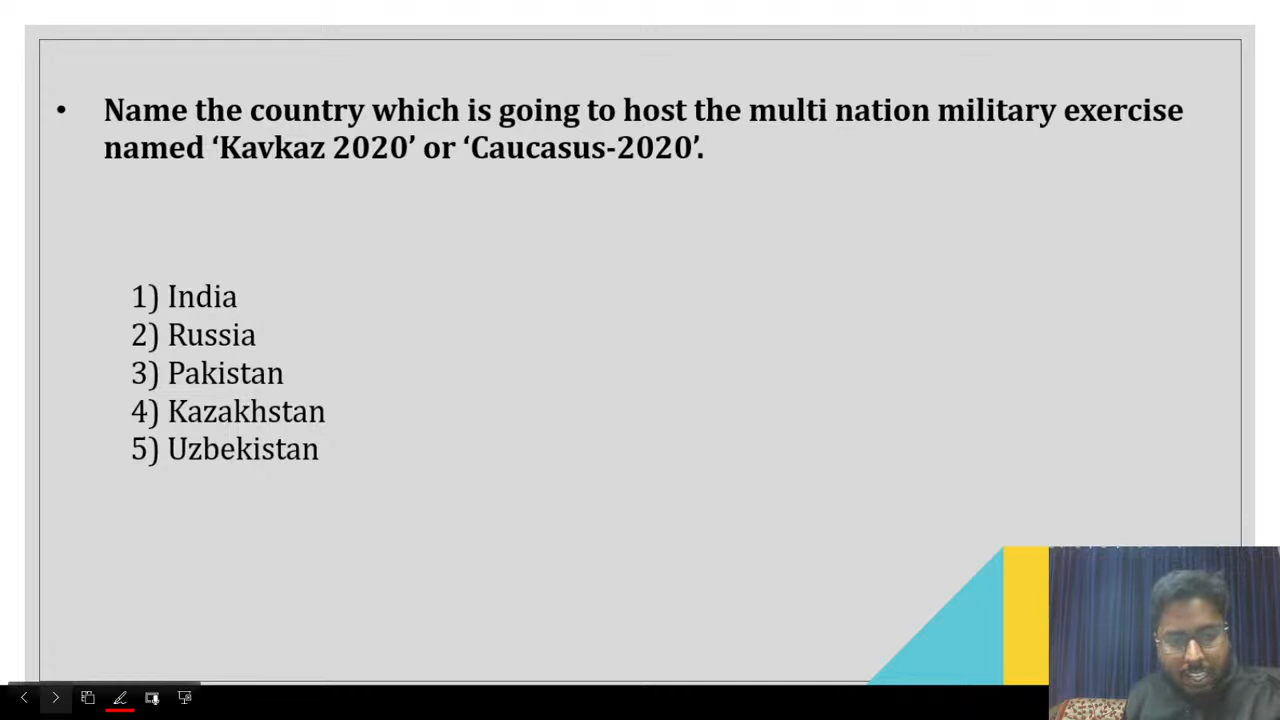 • Name the country which is going to host the multi nation military exercise
named ‘Kavkaz 2020’ or ‘Caucasus-2020’.
1) India
2) Russia
3) Pakistan
4) Kazakhstan
5) Uzbekistan